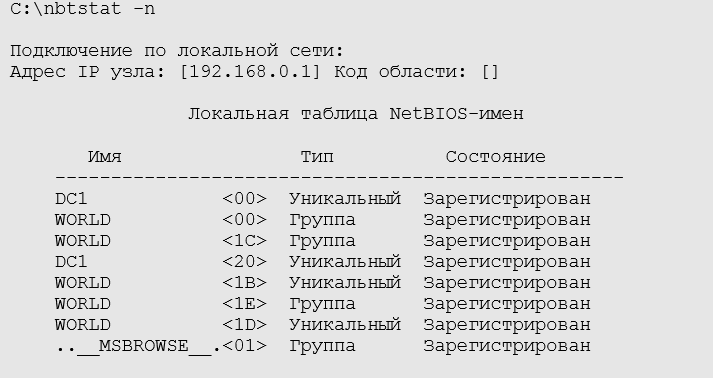 C:\nbtstat -n
Подключение по локальной сети:
Адрес IP узла: [192.168.0.1] Код области: []
Локальная таблица NetBIOS-имен
Имя Тип Состояние
---------------------------------------------------
DC1 <00> Уникальный Зарегистрирован
WORLD <00> Группа Зарегистрирован
WORLD <1C> Группа Зарегистрирован
DC1 <20> Уникальный Зарегистрирован
WORLD <1B> Уникальный Зарегистрирован
WORLD <1E> Группа Зарегистрирован
WORLD <1D> Уникальный Зарегистрирован
..__MSBROWSE__.<01> Группа Зарегистрирован